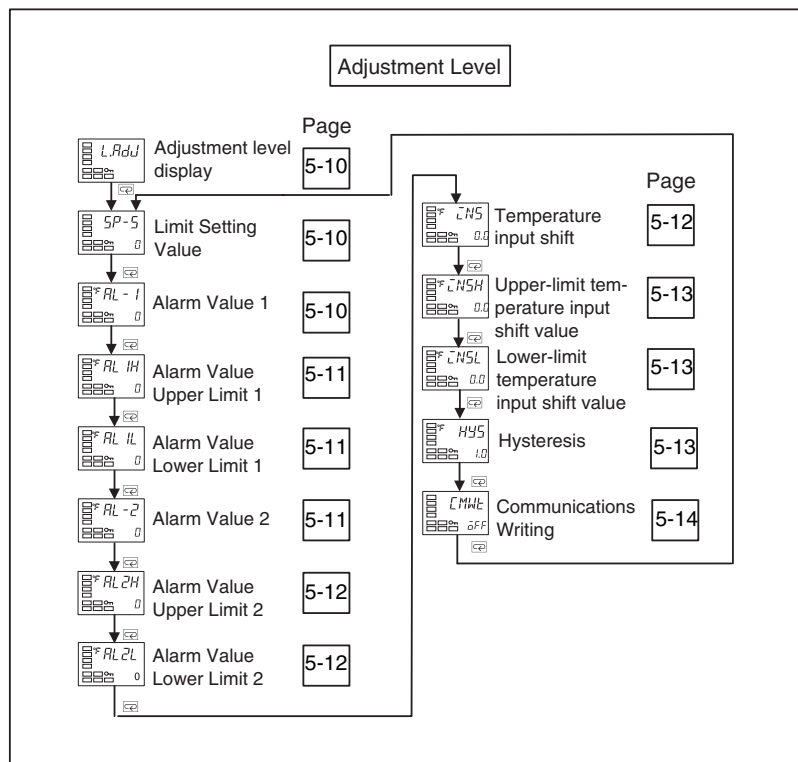 Adjustment Level
Page
L.AdJ
Adjustment level
display
5-10
SP-S
0
Limit Setting
Value
5-10
°F AL-1
0
Alarm Value 1
5-10
°F AL 1H
0
Alarm Value
Upper Limit 1
5-11
°F AL 1L
0
Alarm Value
Lower Limit 1
5-11
°F AL-2
0
Alarm Value 2
5-11
°F AL2H
0
Alarm Value
Upper Limit 2
5-12
°F AL2L
0
Alarm Value
Lower Limit 2
5-12
Page
°F INS
0.0
Temperature
input shift
5-12
°F INSH
0.0
Upper-limit tem-
perature input
shift value
5-13
°F INSL
0.0
Lower-limit
temperature
input shift value
5-13
°F HYS
1.0
Hysteresis
5-13
CMWt
oFF
Communications
Writing
5-14